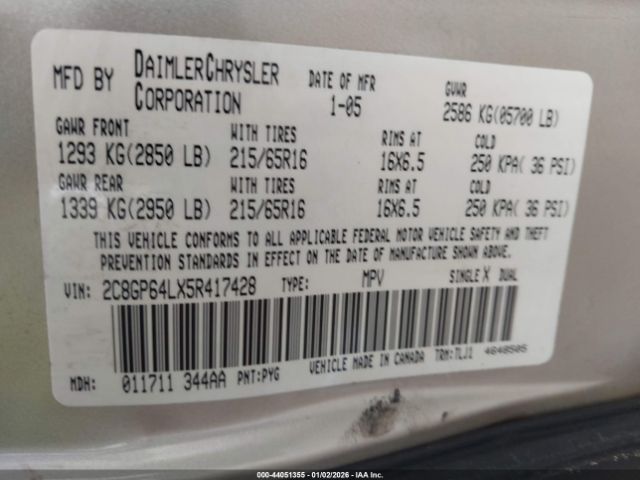 MFD BY DAIMLERCHRYSLER CORPORATION DATE OF MFR 1-05 GVWR 2586 KG(05700 LB)
GAWR FRONT WITH TIRES RIMS AT COLD
1293 KG(2850 LB) 215/65R16 16X6.5 250 KPA( 36 PSI)
GAWR REAR WITH TIRES RIMS AT COLD
1339 KG(2950 LB) 215/65R16 16X6.5 250 KPA( 36 PSI)
THIS VEHICLE CONFORMS TO ALL APPLICABLE FEDERAL MOTOR VEHICLE SAFETY AND THEFT
PREVENTION STANDARDS IN EFFECT ON THE DATE OF MANUFACTURE SHOWN ABOVE.
VIN: 2C8GP64LX5R417428 TYPE: MPV SINGLE X DUAL
VEHICLE MADE IN CANADA TRM:TLJ1 4648505
MDH: 011711 344AA PNT:PYG
000-44051355 - 01/02/2026 - IAA Inc.